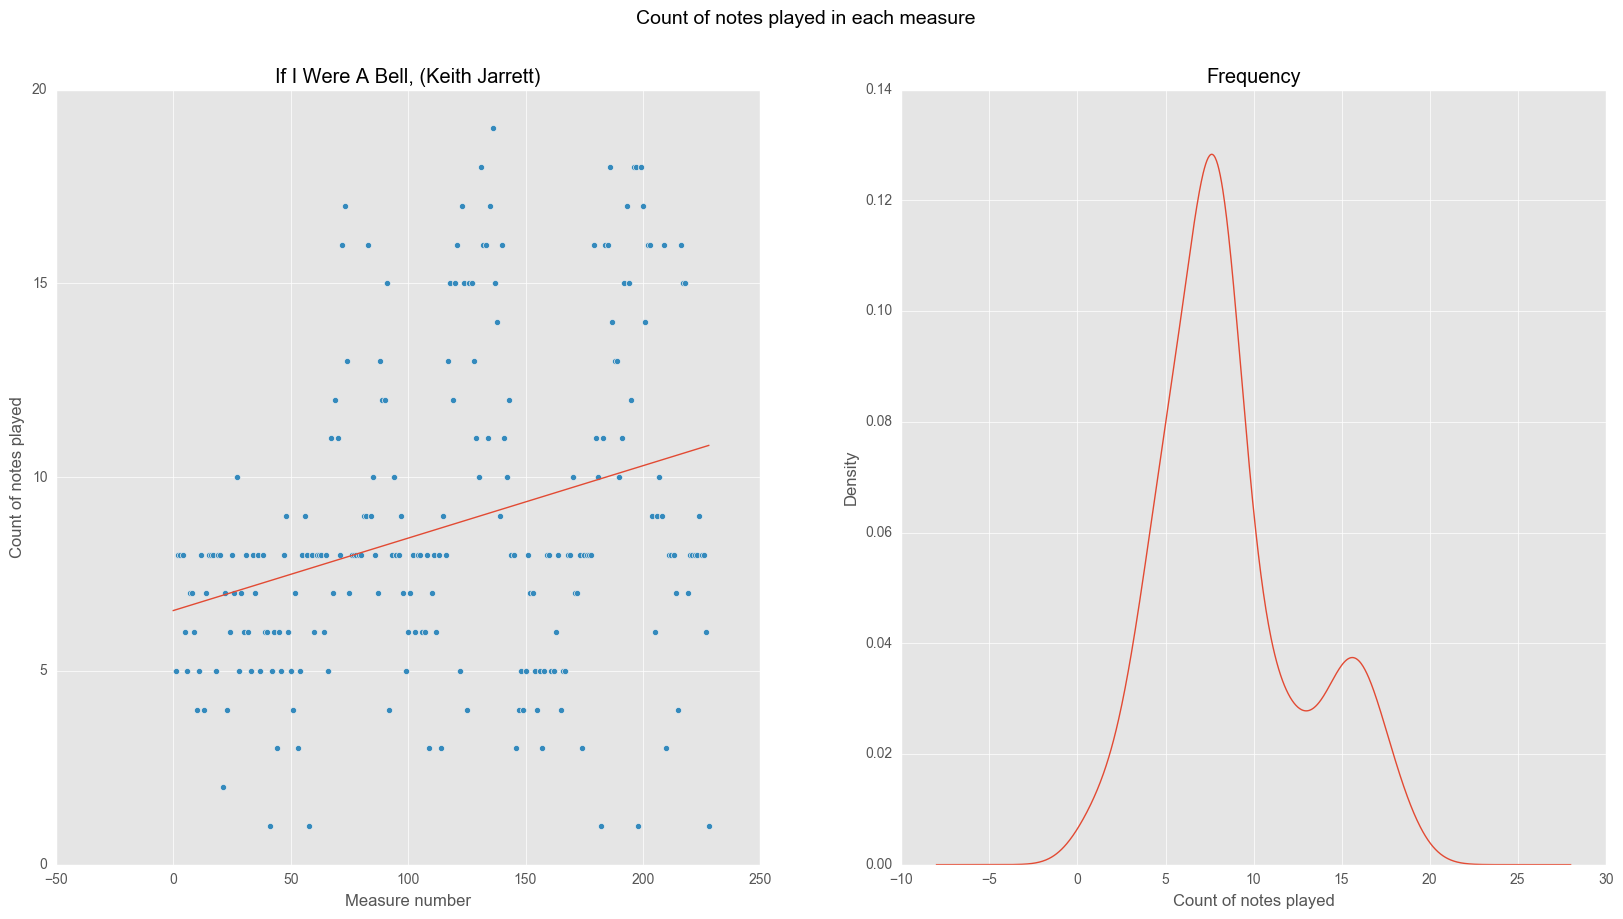 Count of notes played in each measure
If I Were A Bell, (Keith Jarrett)
20
15
10
5
0
Count of notes played
−50 0 50 100 150 200 250
Measure number
Frequency
0.14
0.12
0.10
0.08
0.06
0.04
0.02
0.00
Density
−10 −5 0 5 10 15 20 25 30
Count of notes played